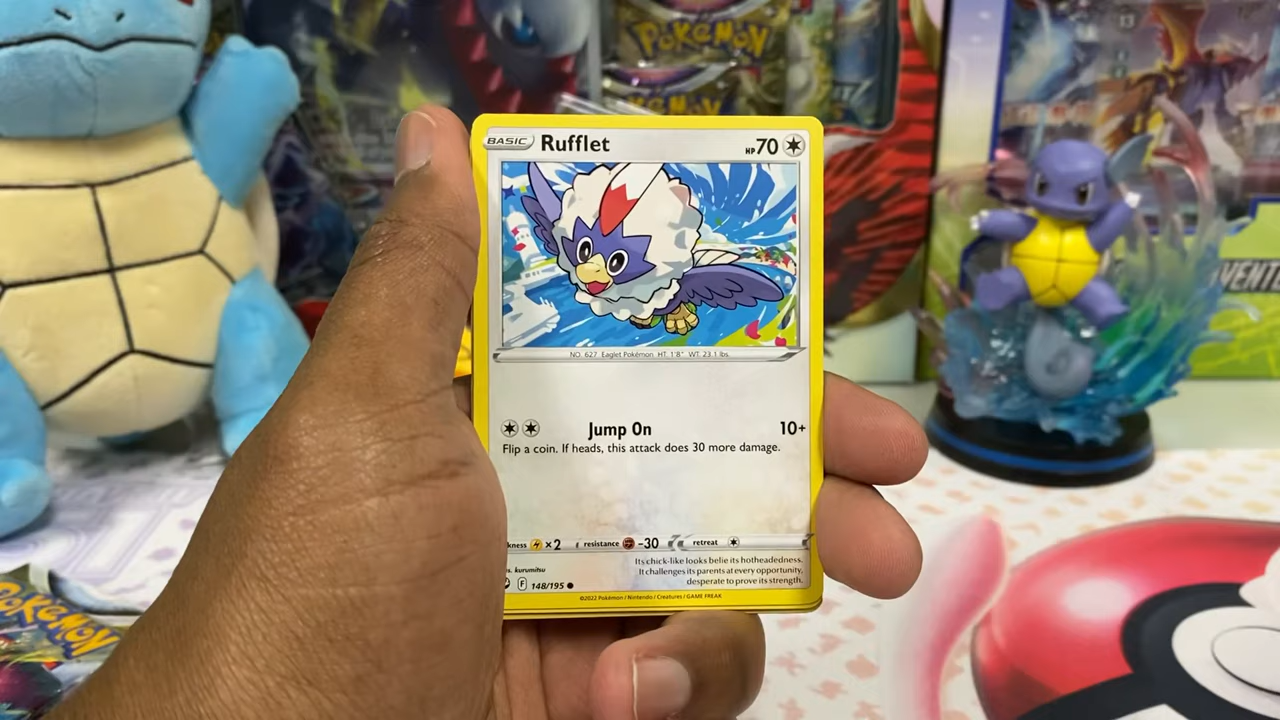 POKÉMON
BASIC Rufflet HP 70
NO. 627 Eaglet Pokémon HT. 1'8" WT. 23.1 lbs.
Jump On 10+
Flip a coin. If heads, this attack does 30 more damage.
×2 resistance -30 retreat
Its chick-like looks belie its hotheadedness.
It challenges its parents at every opportunity,
desperate to prove its strength.
kurumitsu
F 148/195
©2022 Pokémon / Nintendo / Creatures / GAME FREAK
POKÉMON